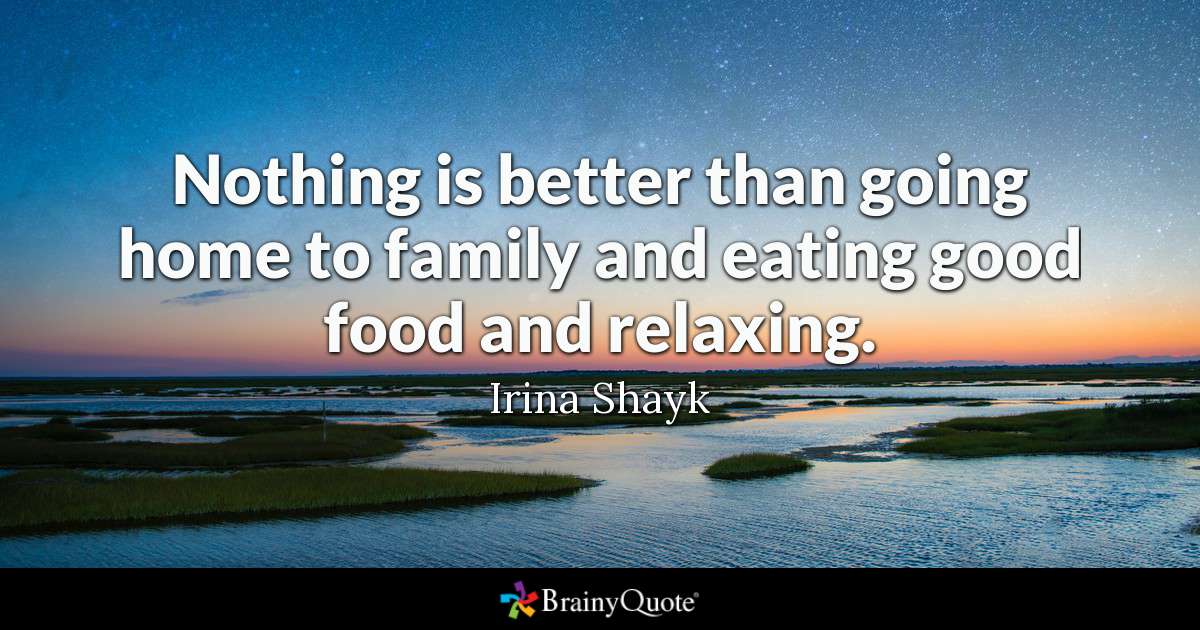 Nothing is better than going
home to family and eating good
food and relaxing.
Irina Shayk
BrainyQuote®